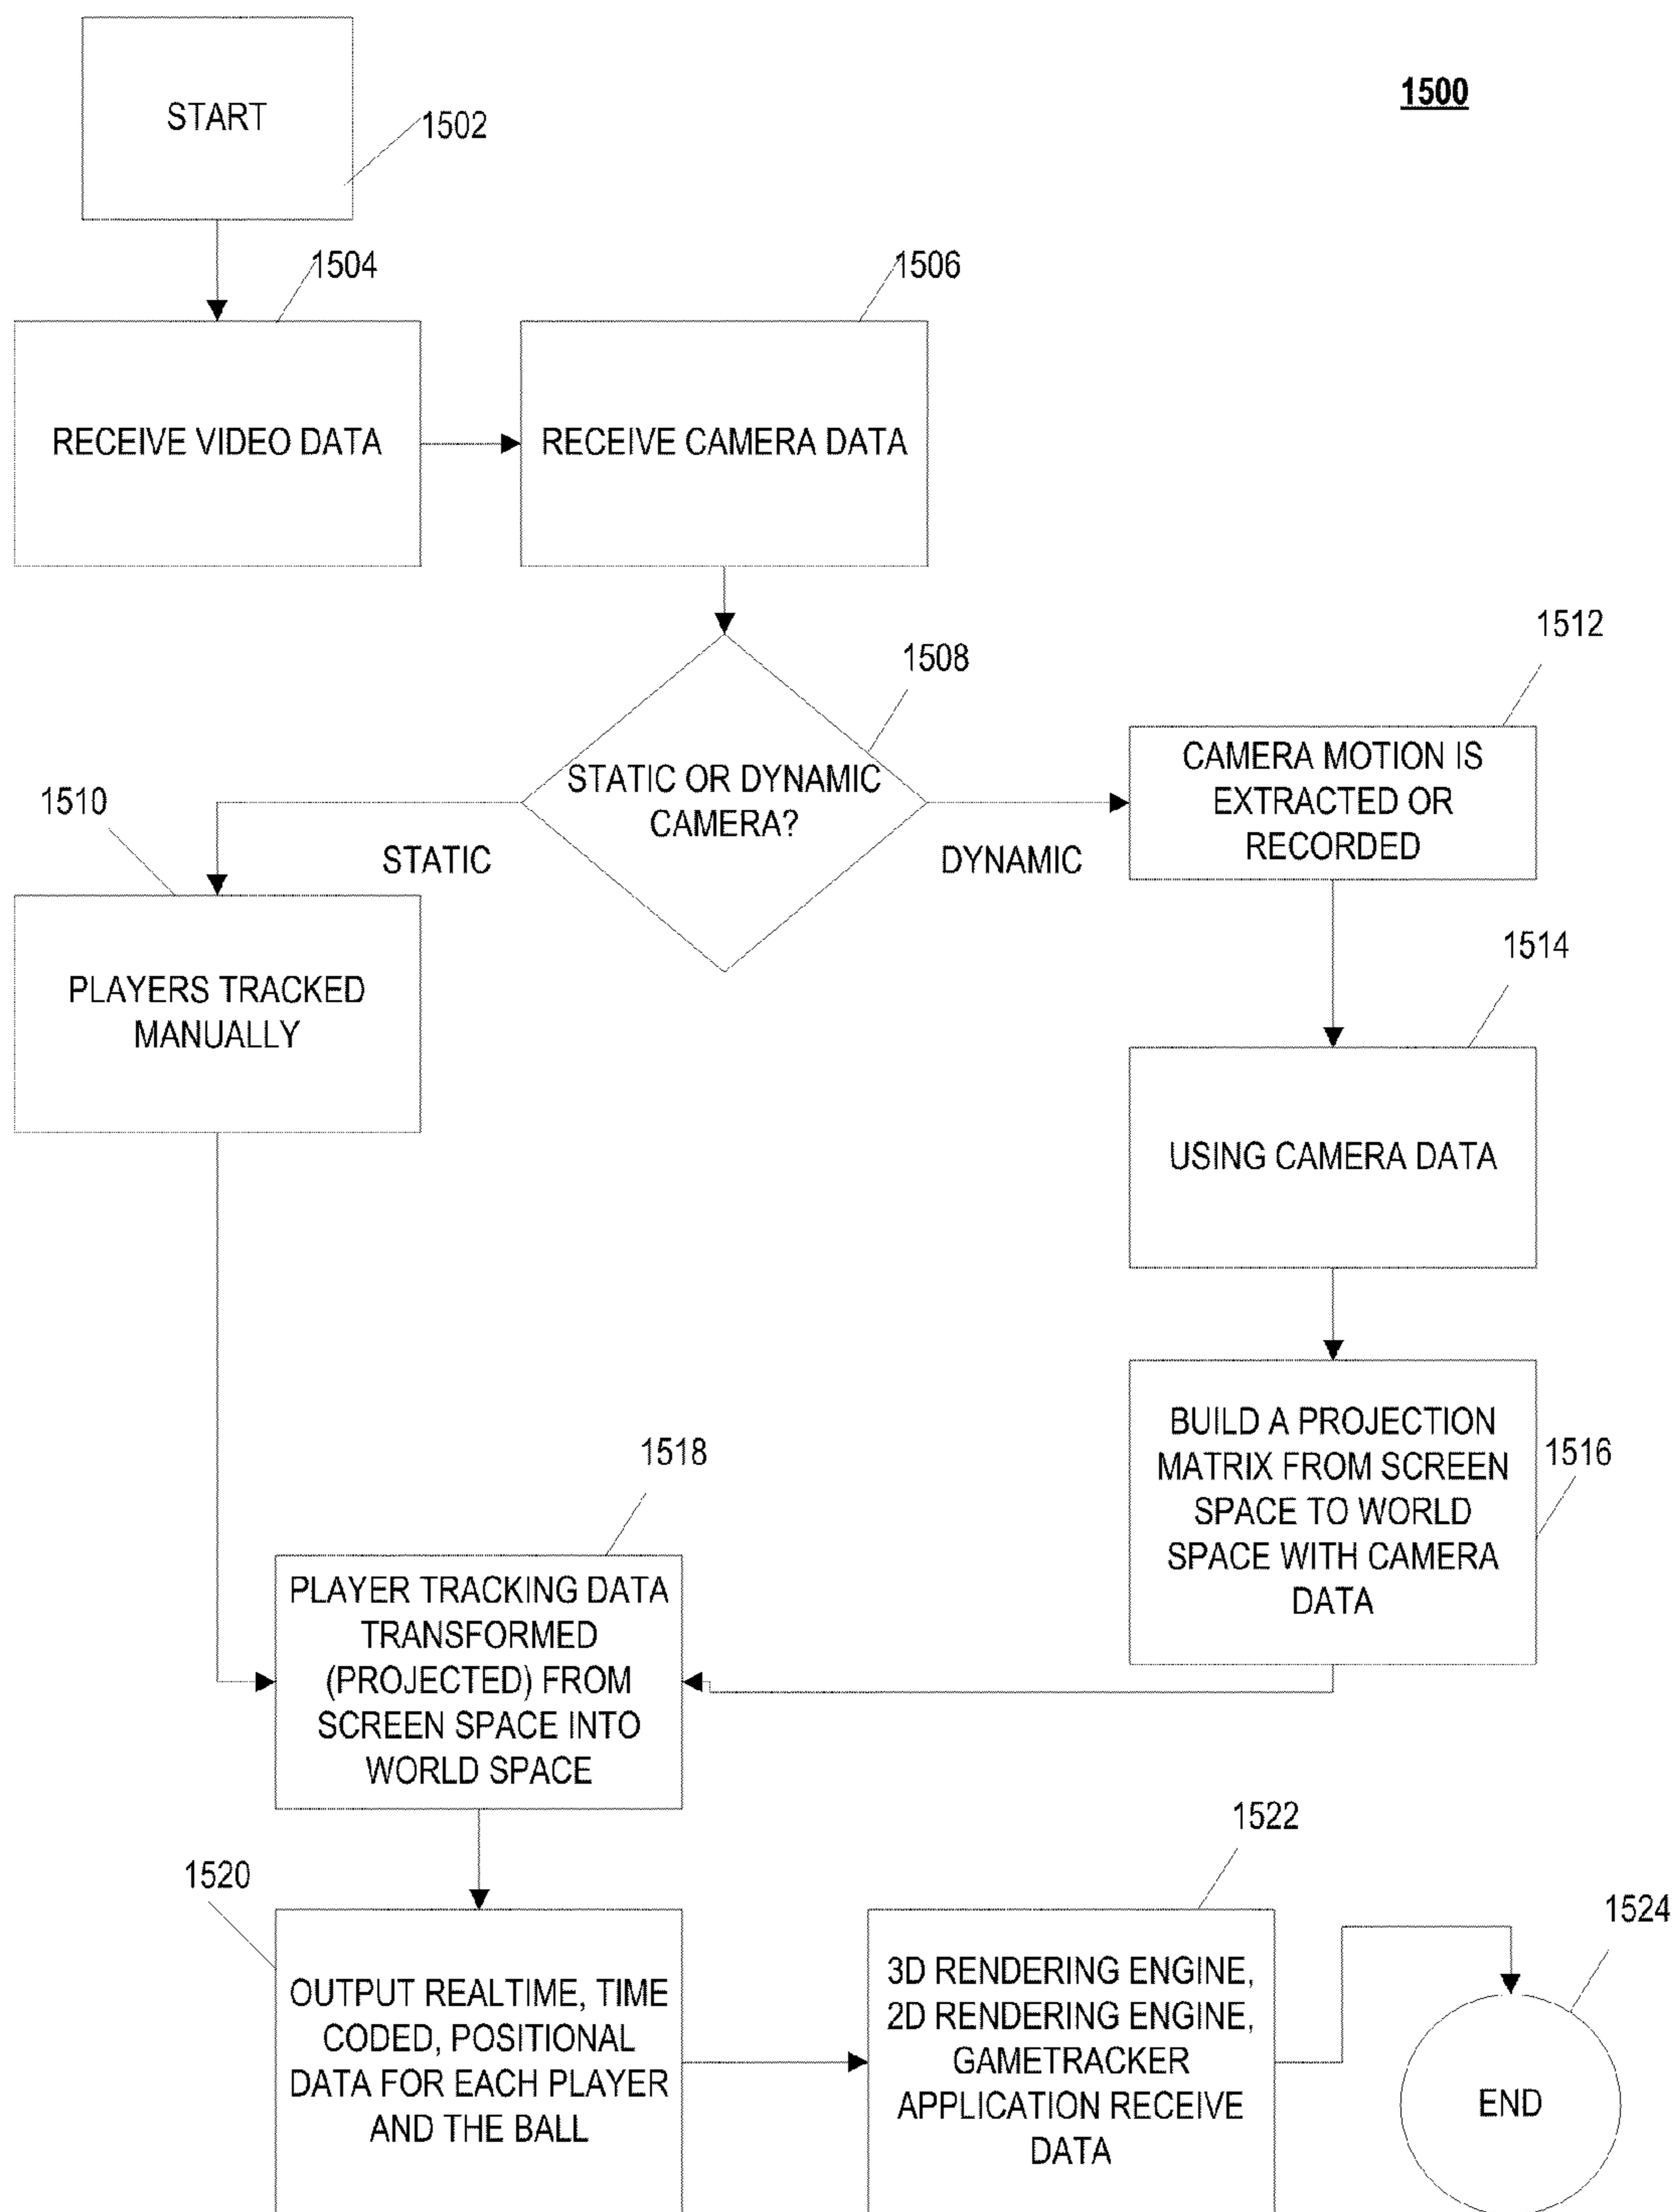 1500
START
1502
1504
1506
RECEIVE VIDEO DATA
RECEIVE CAMERA DATA
1508
STATIC OR DYNAMIC
CAMERA?
STATIC
DYNAMIC
1512
CAMERA MOTION IS
EXTRACTED OR
RECORDED
1510
PLAYERS TRACKED
MANUALLY
1514
USING CAMERA DATA
BUILD A PROJECTION
MATRIX FROM SCREEN
SPACE TO WORLD
SPACE WITH CAMERA
DATA
1516
1518
PLAYER TRACKING DATA
TRANSFORMED
(PROJECTED) FROM
SCREEN SPACE INTO
WORLD SPACE
1520
OUTPUT REALTIME, TIME
CODED, POSITIONAL
DATA FOR EACH PLAYER
AND THE BALL
1522
3D RENDERING ENGINE,
2D RENDERING ENGINE,
GAMETRACKER
APPLICATION RECEIVE
DATA
1524
END